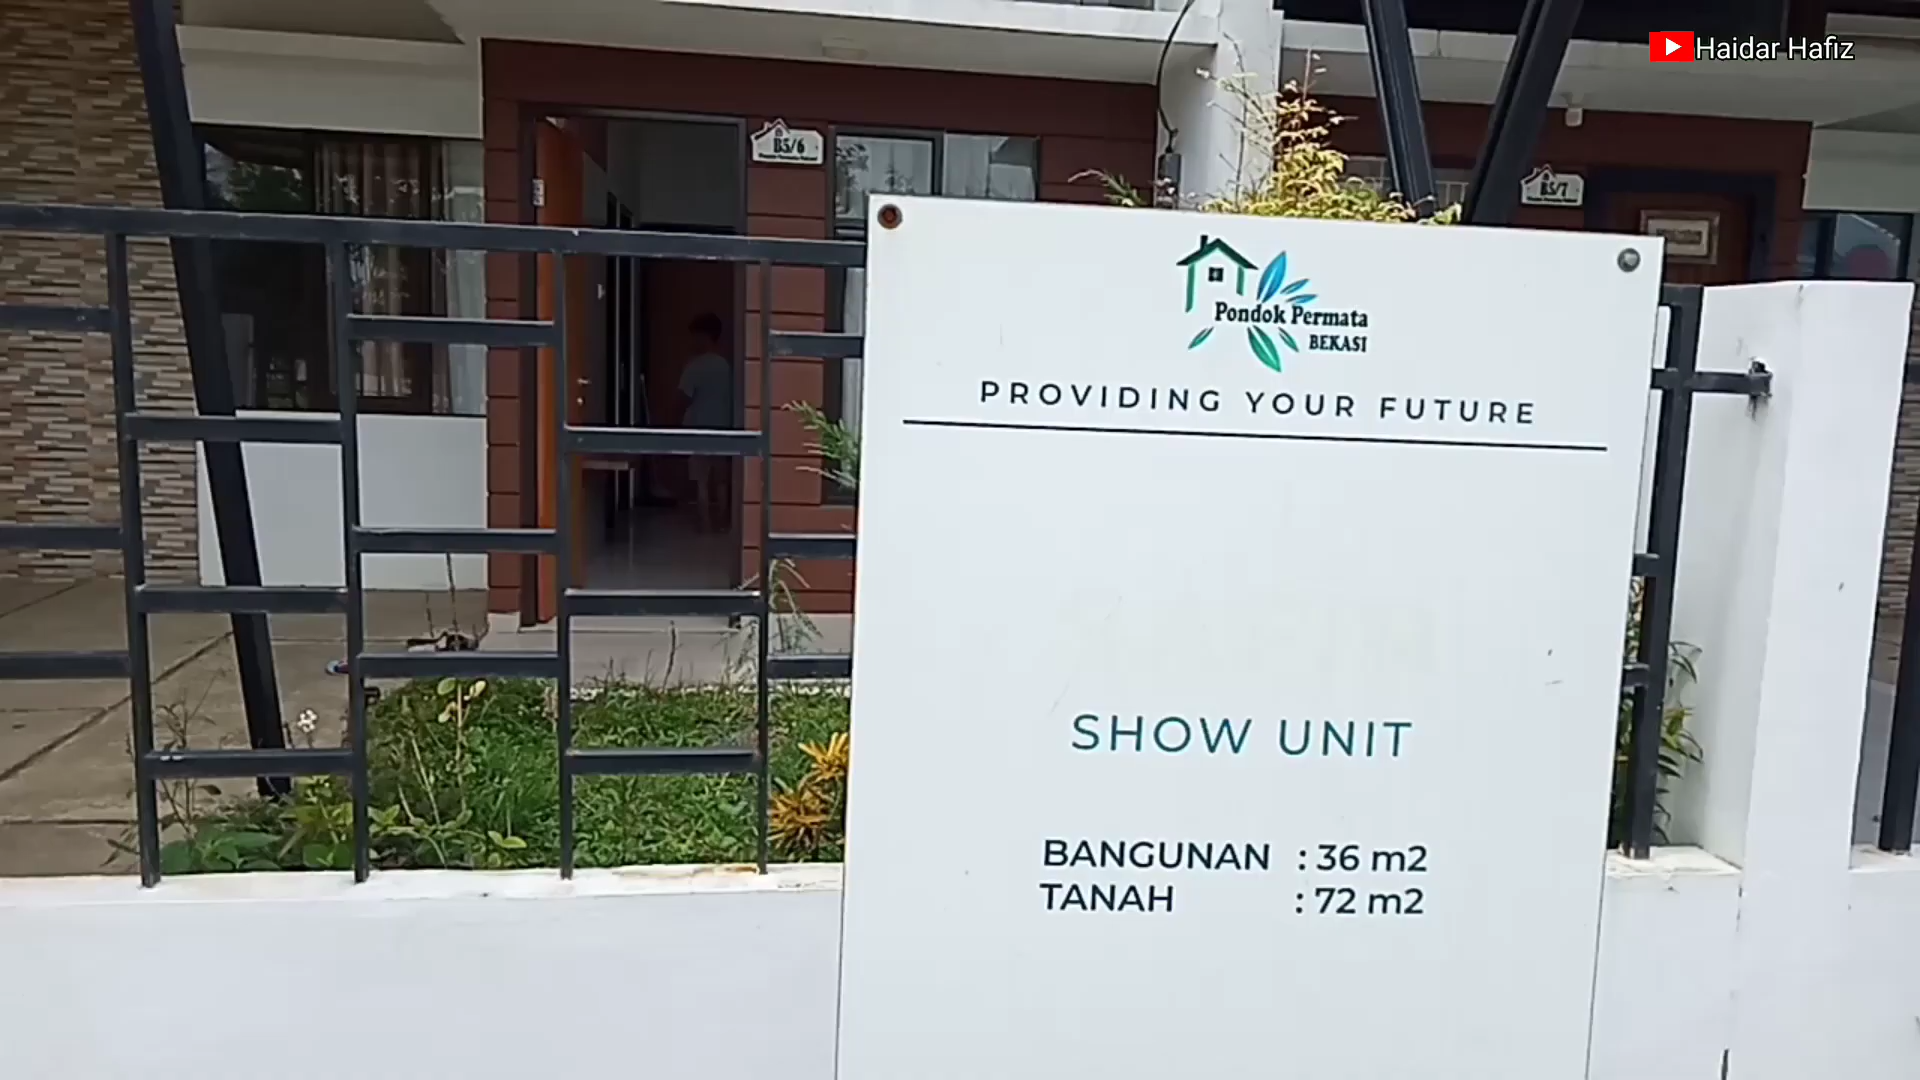 Haidar Hafiz
B5/6
B5/7
Pondok Permata
BEKASI
PROVIDING YOUR FUTURE
SHOW UNIT
BANGUNAN : 36 m2
TANAH : 72 m2